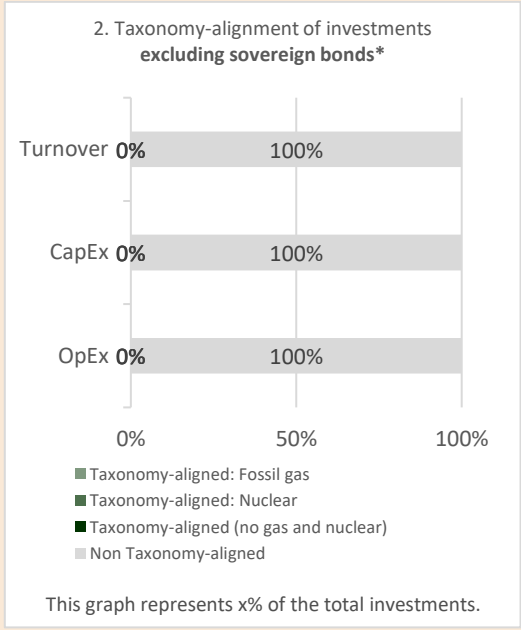 2. Taxonomy-alignment of investments
excluding sovereign bonds*
Turnover 0% 100%
CapEx 0% 100%
OpEx 0% 100%
0% 50% 100%
Taxonomy-aligned: Fossil gas
Taxonomy-aligned: Nuclear
Taxonomy-aligned (no gas and nuclear)
Non Taxonomy-aligned
This graph represents x% of the total investments.